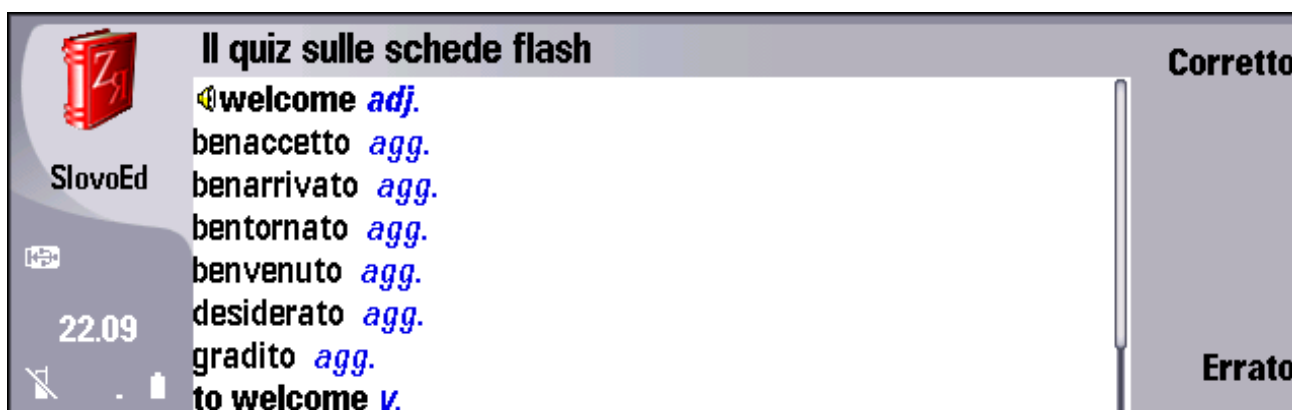 Il quiz sulle schede flash
Corretto
welcome adj.
benaccetto agg.
SlovoEd
benarrivato agg.
bentornato agg.
benvenuto agg.
desiderato agg.
22.09
gradito agg.
Errato
to welcome v.